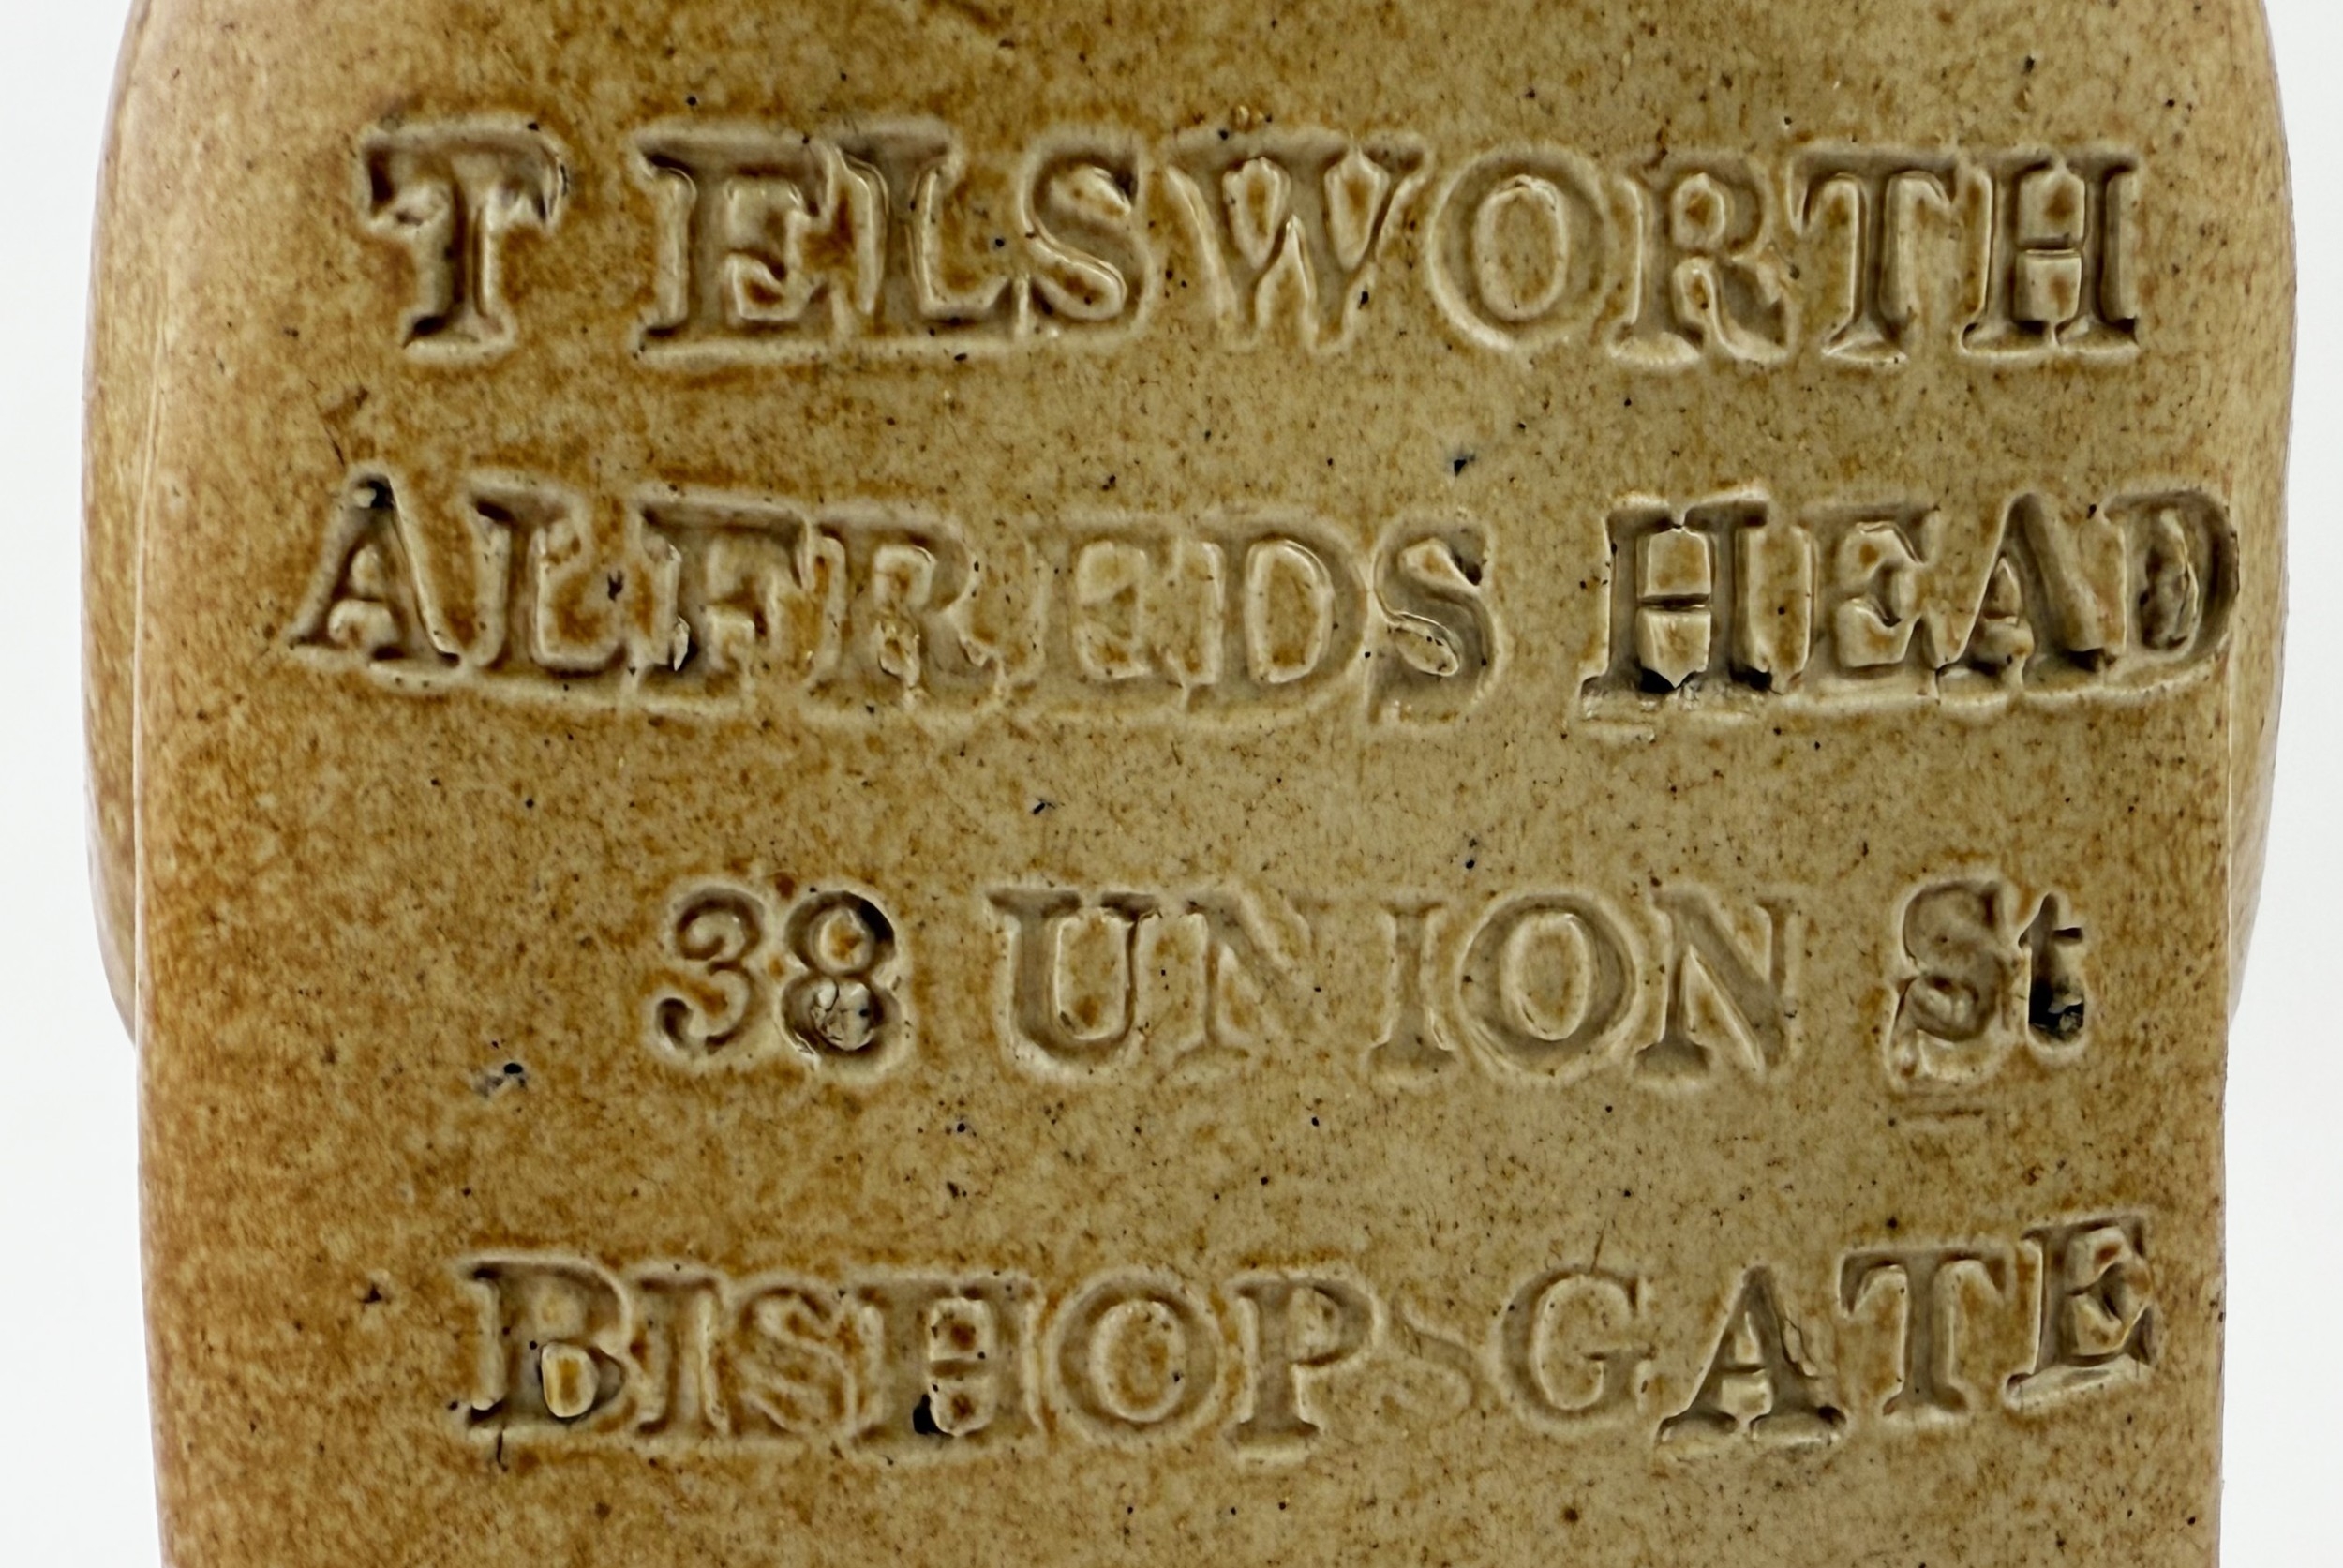 T ELSWORTH
ALFREDS HEAD
38 UNION St
BISHOPSGATE